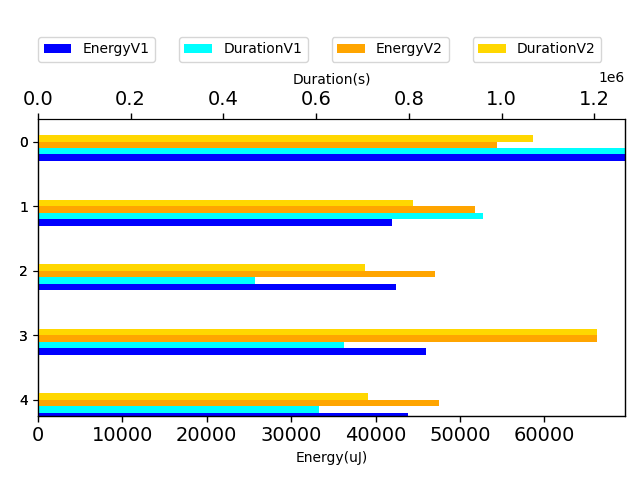 EnergyV1 DurationV1 EnergyV2 DurationV2
Duration(s)
1e6
0.0 0.2 0.4 0.6 0.8 1.0 1.2
0
1
2
3
4
0 10000 20000 30000 40000 50000 60000
Energy(uJ)